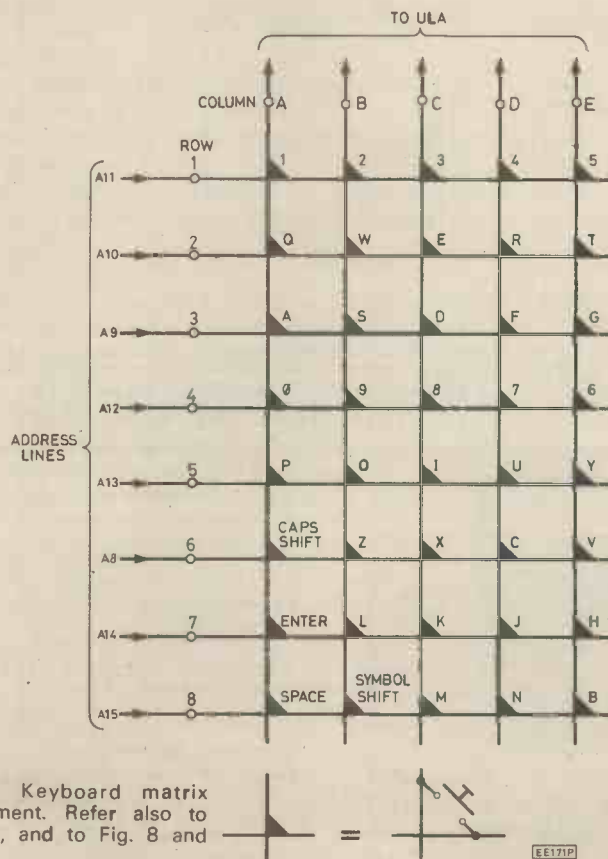 TO ULA
COLUMN A B C D E
ROW
A11 1 1 2 3 4 5
A10 2 Q W E R T
A9 3 A S D F G
A12 4 Ø 9 8 7 6
ADDRESS LINES
A13 5 P O I U Y
A8 6 CAPS SHIFT Z X C V
A14 7 ENTER L K J H
A15 8 SPACE SYMBOL SHIFT M N B
Keyboard matrix
ment. Refer also to
, and to Fig. 8 and
=
EE171P